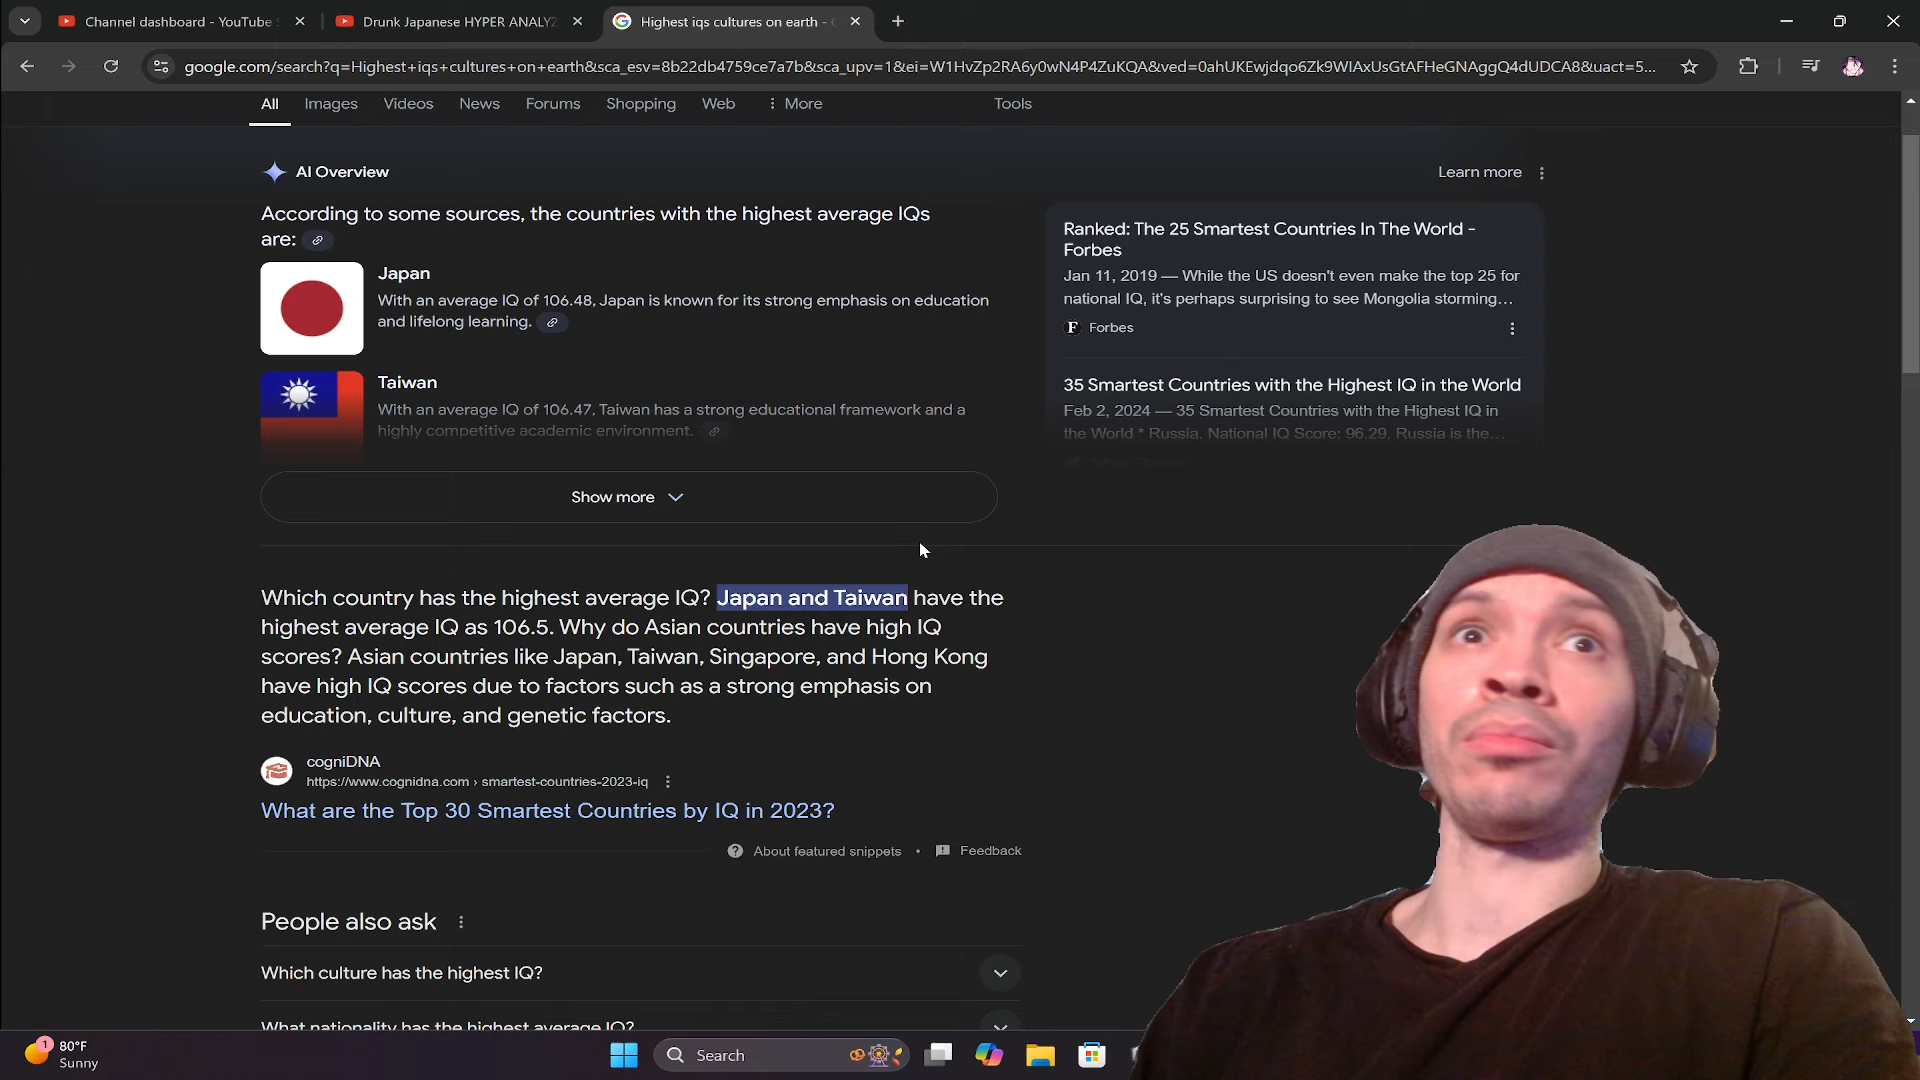 Channel dashboard - YouTube S
Drunk Japanese HYPER ANALYZ
Highest iqs cultures on earth -
google.com/search?q=Highest+iqs+cultures+on+earth&sca_esv=8b22db4759ce7a7b&sca_upv=1&ei=W1HvZp2RA6y0wN4P4ZuKQA&ved=0ahUKEwjdqo6Zk9WIAxUsGtAFHeGNAggQ4dUDCA8&uact=5...
All
Images
Videos
News
Forums
Shopping
Web
More
Tools
AI Overview
Learn more
According to some sources, the countries with the highest average IQs
are:
Japan
With an average IQ of 106.48, Japan is known for its strong emphasis on education
and lifelong learning.
Taiwan
With an average IQ of 106.47, Taiwan has a strong educational framework and a
highly competitive academic environment.
Show more
Ranked: The 25 Smartest Countries In The World -
Forbes
Jan 11, 2019 — While the US doesn't even make the top 25 for
national IQ, it's perhaps surprising to see Mongolia storming...
F Forbes
35 Smartest Countries with the Highest IQ in the World
Feb 2, 2024 — 35 Smartest Countries with the Highest IQ in
the World * Russia. National IQ Score: 96.29. Russia is the...
Which country has the highest average IQ? Japan and Taiwan have the
highest average IQ as 106.5. Why do Asian countries have high IQ
scores? Asian countries like Japan, Taiwan, Singapore, and Hong Kong
have high IQ scores due to factors such as a strong emphasis on
education, culture, and genetic factors.
cogniDNA
https://www.cognidna.com › smartest-countries-2023-iq
What are the Top 30 Smartest Countries by IQ in 2023?
About featured snippets
•
Feedback
People also ask
Which culture has the highest IQ?
What nationality has the highest average IQ?
1
80°F
Sunny
Search